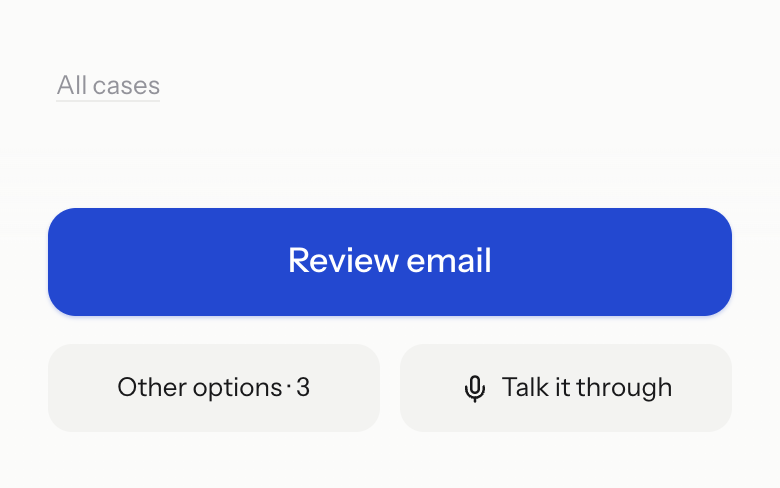 All cases
Review email
Other options · 3
Talk it through